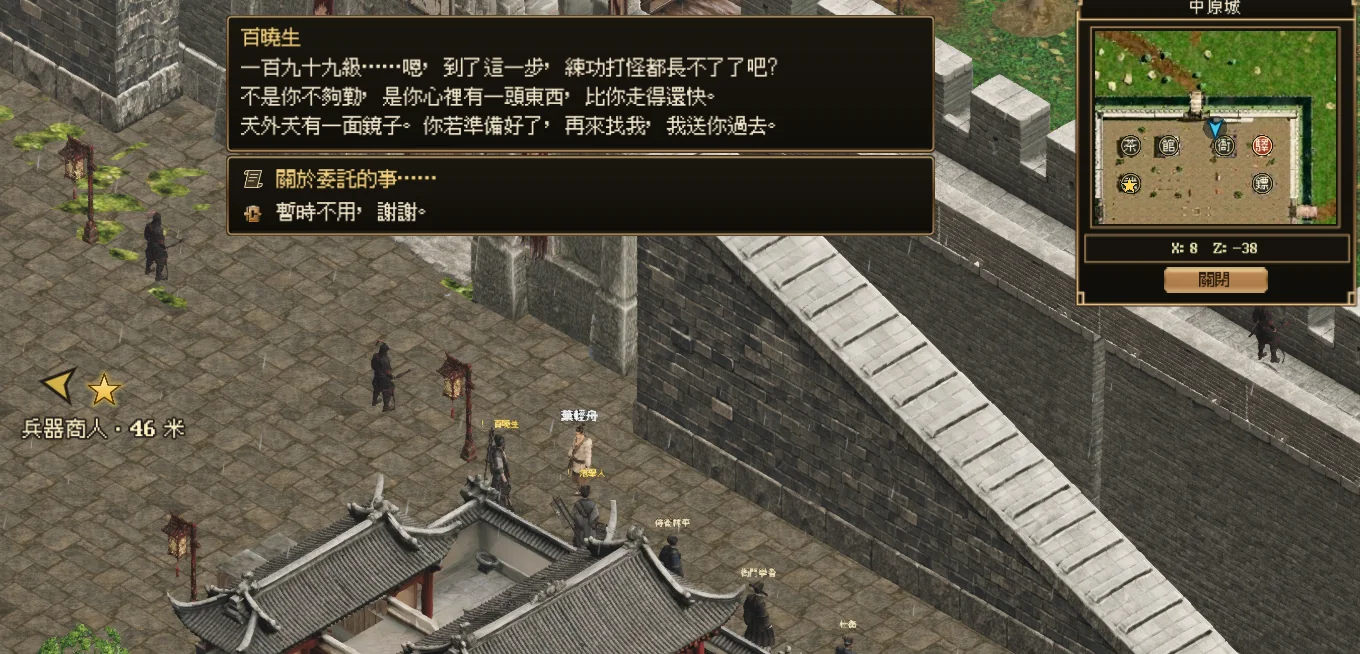 百曉生
一百九十九級⋯⋯嗯，到了這一步，練功打怪都長不了了吧？
不是你不夠勤，是你心裡有一頭東西，比你走得還快。
天外天有一面鏡子。你若準備好了，再來找我，我送你過去。
關於委託的事⋯⋯
暫時不用，謝謝。
中原城
茶 館 衙 驛
鏢
X: 8 Z: -38
關閉
兵器商人 · 46 米
葉輕舟
! 百曉生